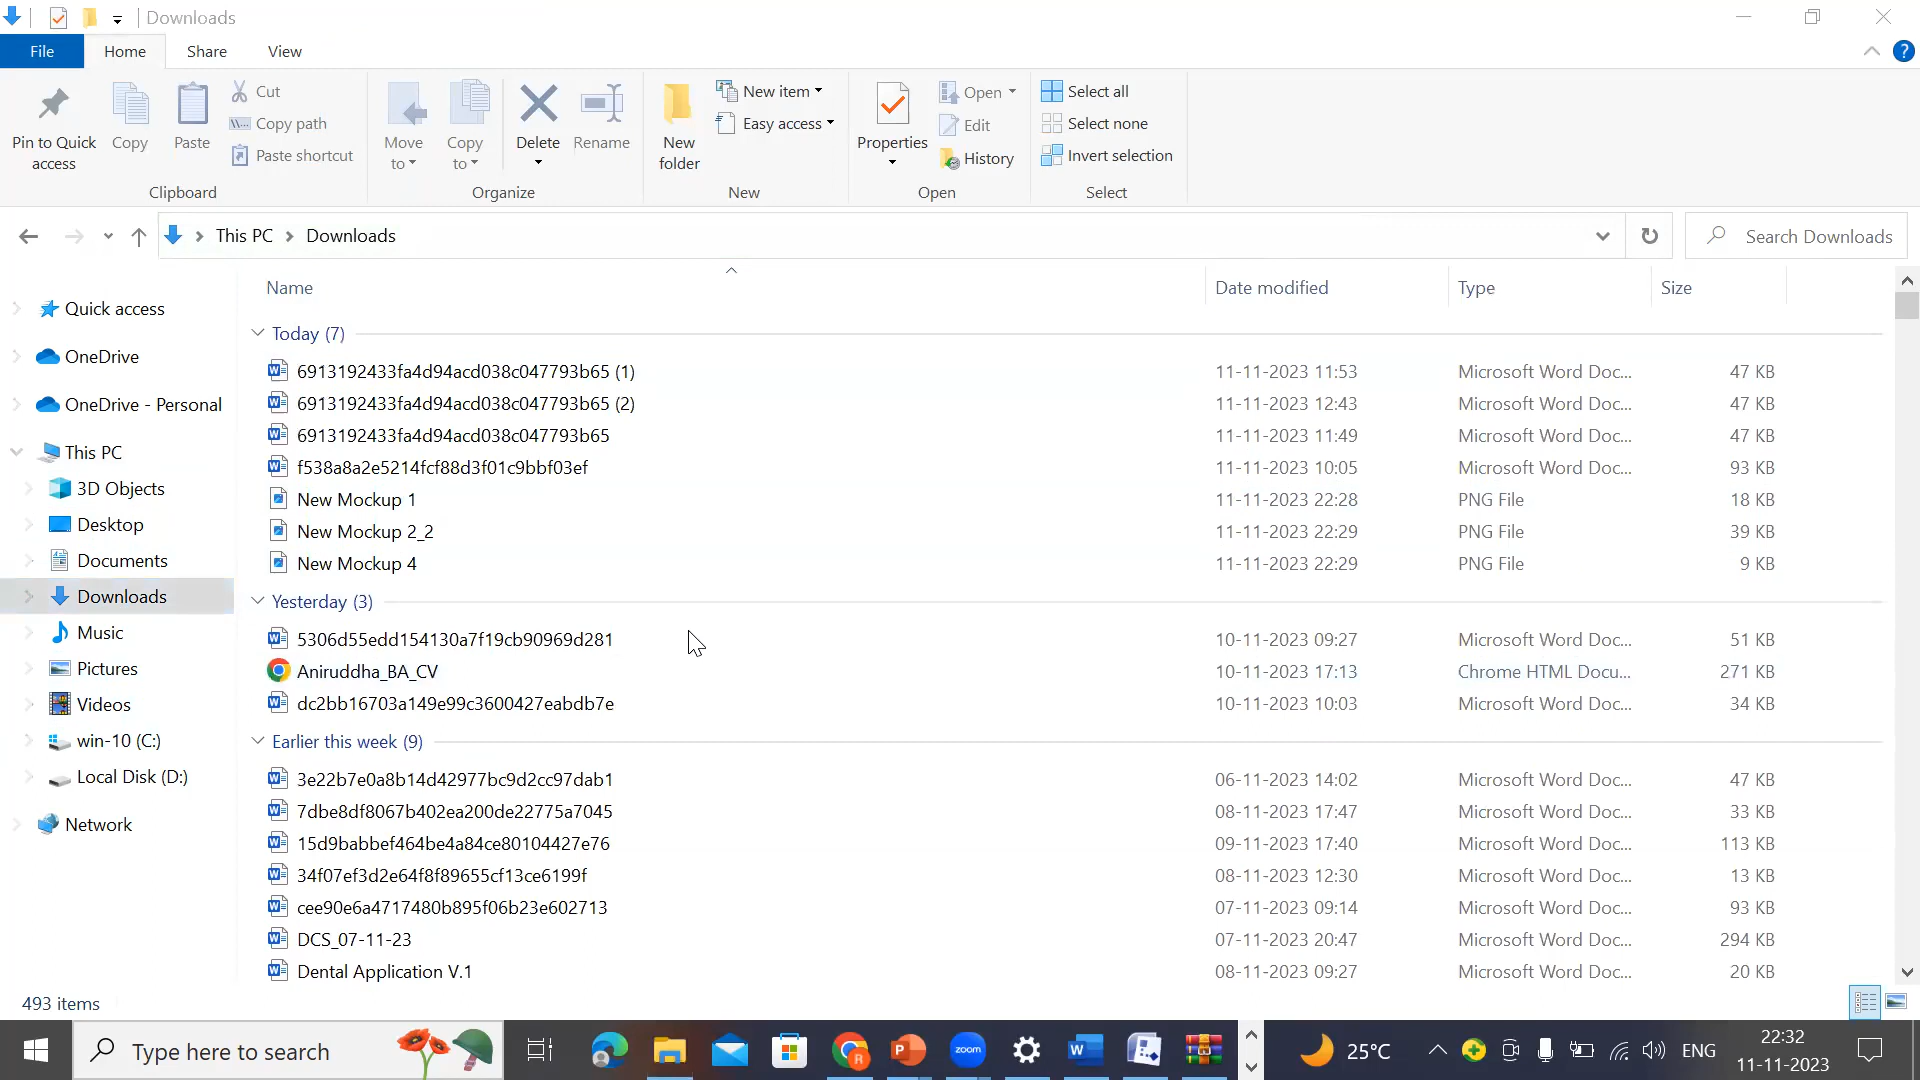 Downloads
File
Home
Share
View
Pin to Quick access
Copy
Paste
Cut
Copy path
Paste shortcut
Clipboard
Move to
Copy to
Delete
Rename
Organize
New folder
New item
Easy access
New
Properties
Open
Edit
History
Open
Select all
Select none
Invert selection
Select
This PC
Downloads
Search Downloads
Name
Date modified
Type
Size
Quick access
OneDrive
OneDrive - Personal
This PC
3D Objects
Desktop
Documents
Downloads
Music
Pictures
Videos
win-10 (C:)
Local Disk (D:)
Network
Today (7)
6913192433fa4d94acd038c047793b65 (1) 11-11-2023 11:53 Microsoft Word Doc... 47 KB
6913192433fa4d94acd038c047793b65 (2) 11-11-2023 12:43 Microsoft Word Doc... 47 KB
6913192433fa4d94acd038c047793b65 11-11-2023 11:49 Microsoft Word Doc... 47 KB
f538a8a2e5214fcf88d3f01c9bbf03ef 11-11-2023 10:05 Microsoft Word Doc... 93 KB
New Mockup 1 11-11-2023 22:28 PNG File 18 KB
New Mockup 2_2 11-11-2023 22:29 PNG File 39 KB
New Mockup 4 11-11-2023 22:29 PNG File 9 KB
Yesterday (3)
5306d55edd154130a7f19cb90969d281 10-11-2023 09:27 Microsoft Word Doc... 51 KB
Aniruddha_BA_CV 10-11-2023 17:13 Chrome HTML Docu... 271 KB
dc2bb16703a149e99c3600427eabdb7e 10-11-2023 10:03 Microsoft Word Doc... 34 KB
Earlier this week (9)
3e22b7e0a8b14d42977bc9d2cc97dab1 06-11-2023 14:02 Microsoft Word Doc... 47 KB
7dbe8df8067b402ea200de22775a7045 08-11-2023 17:47 Microsoft Word Doc... 33 KB
15d9babbef464be4a84ce80104427e76 09-11-2023 17:40 Microsoft Word Doc... 113 KB
34f07ef3d2e64f8f89655cf13ce6199f 08-11-2023 12:30 Microsoft Word Doc... 13 KB
cee90e6a4717480b895f06b23e602713 07-11-2023 09:14 Microsoft Word Doc... 93 KB
DCS_07-11-23 07-11-2023 20:47 Microsoft Word Doc... 294 KB
Dental Application V.1 08-11-2023 09:27 Microsoft Word Doc... 20 KB
493 items
Type here to search
zoom
25°C
ENG
22:32
11-11-2023